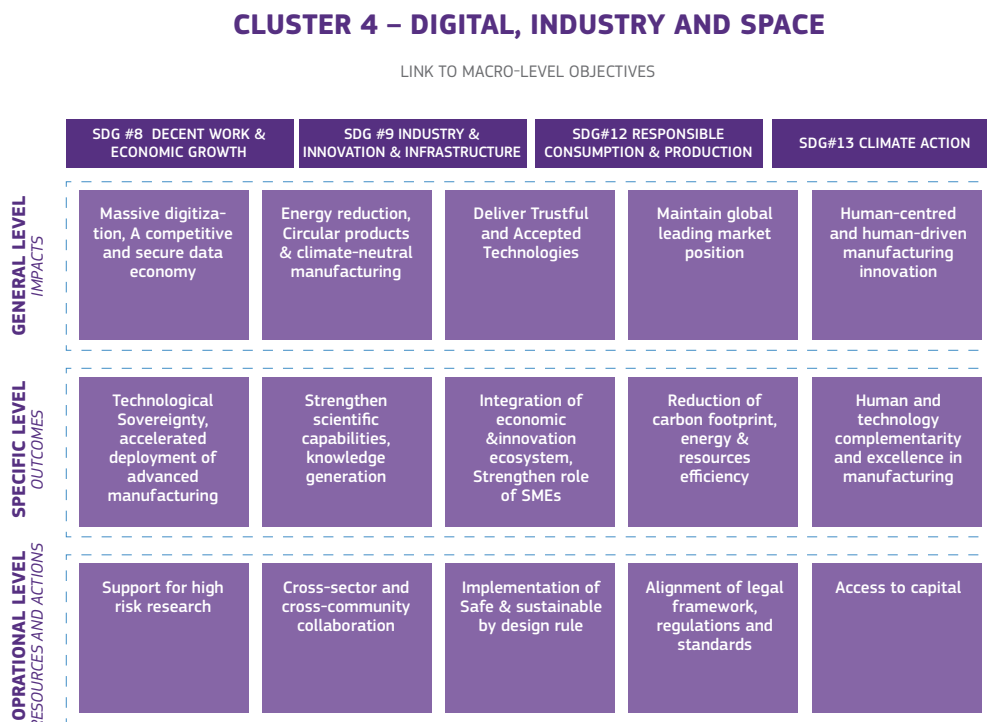 CLUSTER 4 – DIGITAL, INDUSTRY AND SPACE
LINK TO MACRO-LEVEL OBJECTIVES
SDG #8 DECENT WORK &
ECONOMIC GROWTH
SDG #9 INDUSTRY &
INNOVATION & INFRASTRUCTURE
SDG#12 RESPONSIBLE
CONSUMPTION & PRODUCTION
SDG#13 CLIMATE ACTION
GENERAL LEVEL
IMPACTS
Massive digitiza-
tion, A competitive
and secure data
economy
Energy reduction,
Circular products
& climate-neutral
manufacturing
Deliver Trustful
and Accepted
Technologies
Maintain global
leading market
position
Human-centred
and human-driven
manufacturing
innovation
SPECIFIC LEVEL
OUTCOMES
Technological
Sovereignty,
accelerated
deployment of
advanced
manufacturing
Strengthen
scientific
capabilities,
knowledge
generation
Integration of
economic
&innovation
ecosystem,
Strengthen role
of SMEs
Reduction of
carbon footprint,
energy &
resources
efficiency
Human and
technology
complementarity
and excellence in
manufacturing
OPRATIONAL LEVEL
RESOURCES AND ACTIONS
Support for high
risk research
Cross-sector and
cross-community
collaboration
Implementation of
Safe & sustainable
by design rule
Alignment of legal
framework,
regulations and
standards
Access to capital